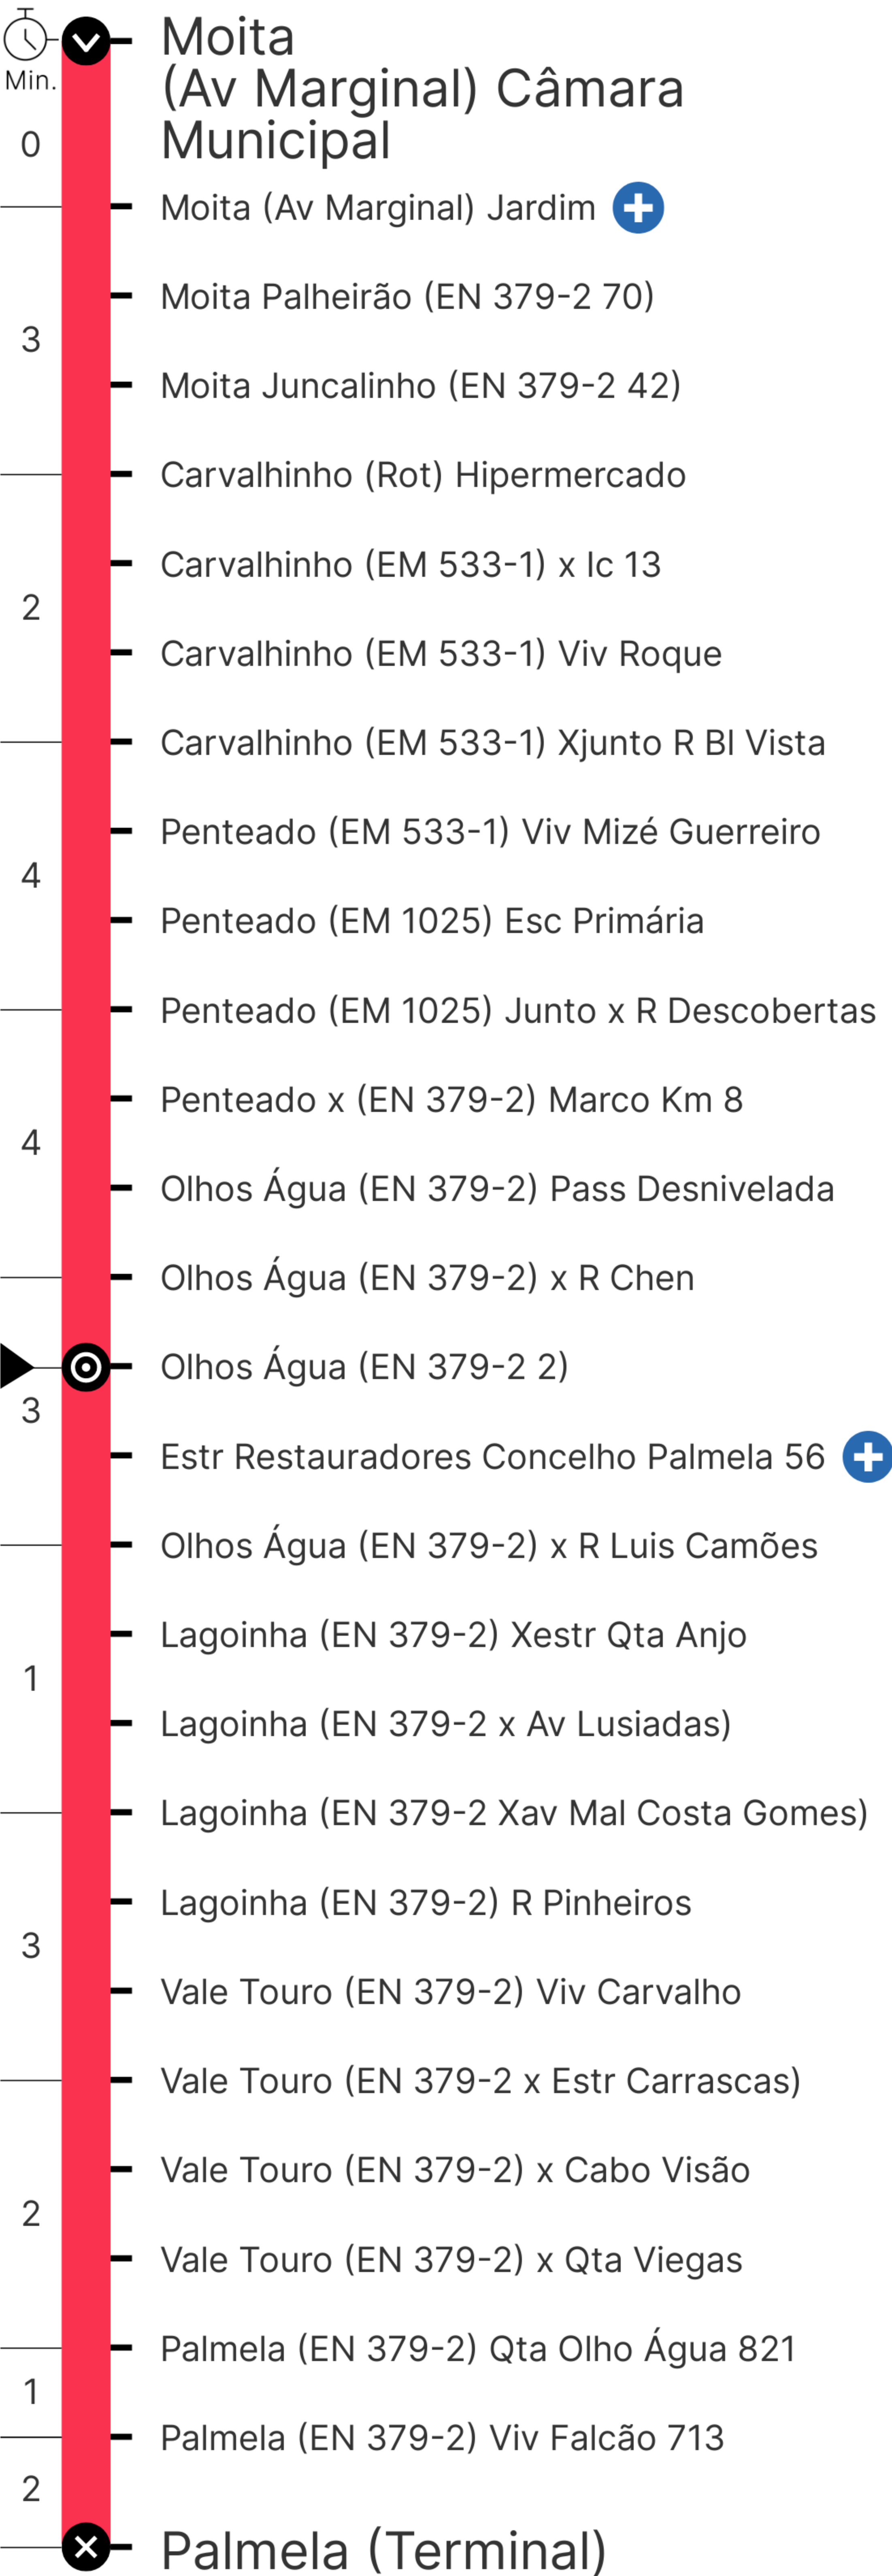 Min.
Moita
(Av Marginal) Câmara
Municipal
0
Moita (Av Marginal) Jardim
Moita Palheirão (EN 379-2 70)
3
Moita Juncalinho (EN 379-2 42)
Carvalhinho (Rot) Hipermercado
Carvalhinho (EM 533-1) x Ic 13
2
Carvalhinho (EM 533-1) Viv Roque
Carvalhinho (EM 533-1) Xjunto R Bl Vista
Penteado (EM 533-1) Viv Mizé Guerreiro
4
Penteado (EM 1025) Esc Primária
Penteado (EM 1025) Junto x R Descobertas
Penteado x (EN 379-2) Marco Km 8
4
Olhos Água (EN 379-2) Pass Desnivelada
Olhos Água (EN 379-2) x R Chen
Olhos Água (EN 379-2 2)
3
Estr Restauradores Concelho Palmela 56
Olhos Água (EN 379-2) x R Luis Camões
Lagoinha (EN 379-2) Xestr Qta Anjo
1
Lagoinha (EN 379-2 x Av Lusiadas)
Lagoinha (EN 379-2 Xav Mal Costa Gomes)
Lagoinha (EN 379-2) R Pinheiros
3
Vale Touro (EN 379-2) Viv Carvalho
Vale Touro (EN 379-2 x Estr Carrascas)
Vale Touro (EN 379-2) x Cabo Visão
2
Vale Touro (EN 379-2) x Qta Viegas
Palmela (EN 379-2) Qta Olho Água 821
1
Palmela (EN 379-2) Viv Falcão 713
2
Palmela (Terminal)